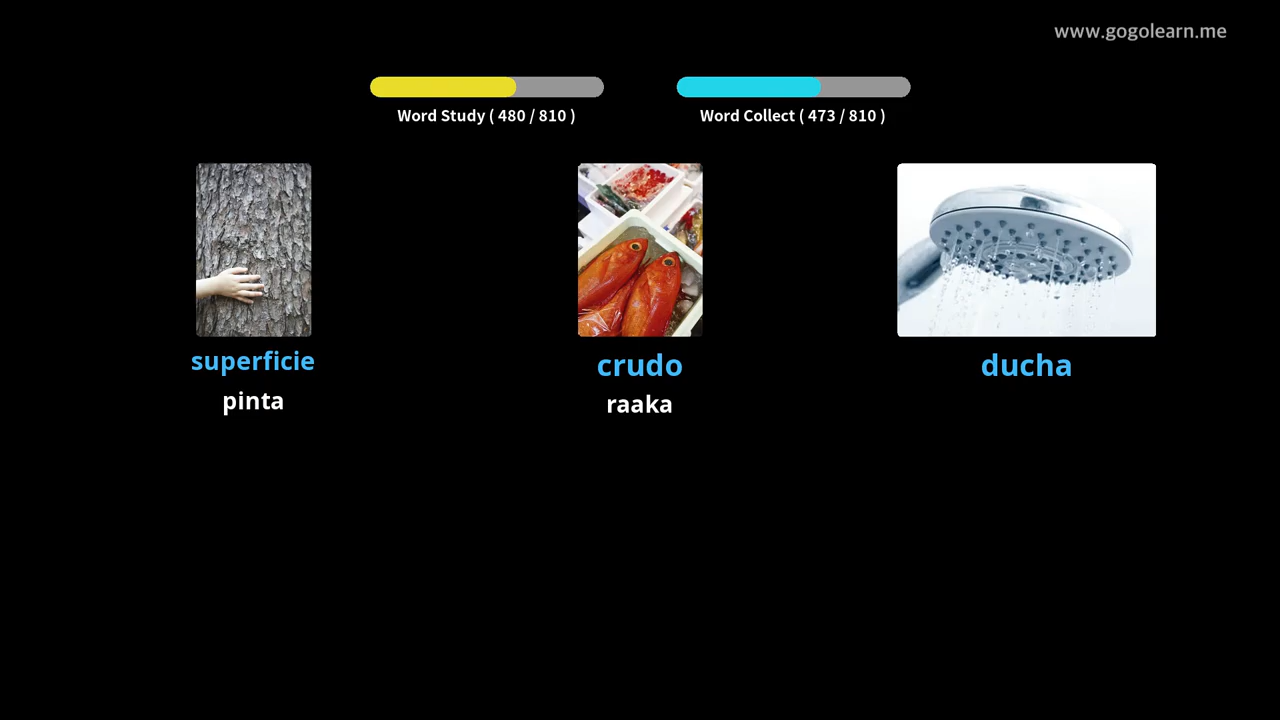 www.gogolearn.me
Word Study ( 480 / 810 )
Word Collect ( 473 / 810 )
superficie
pinta
crudo
raaka
ducha